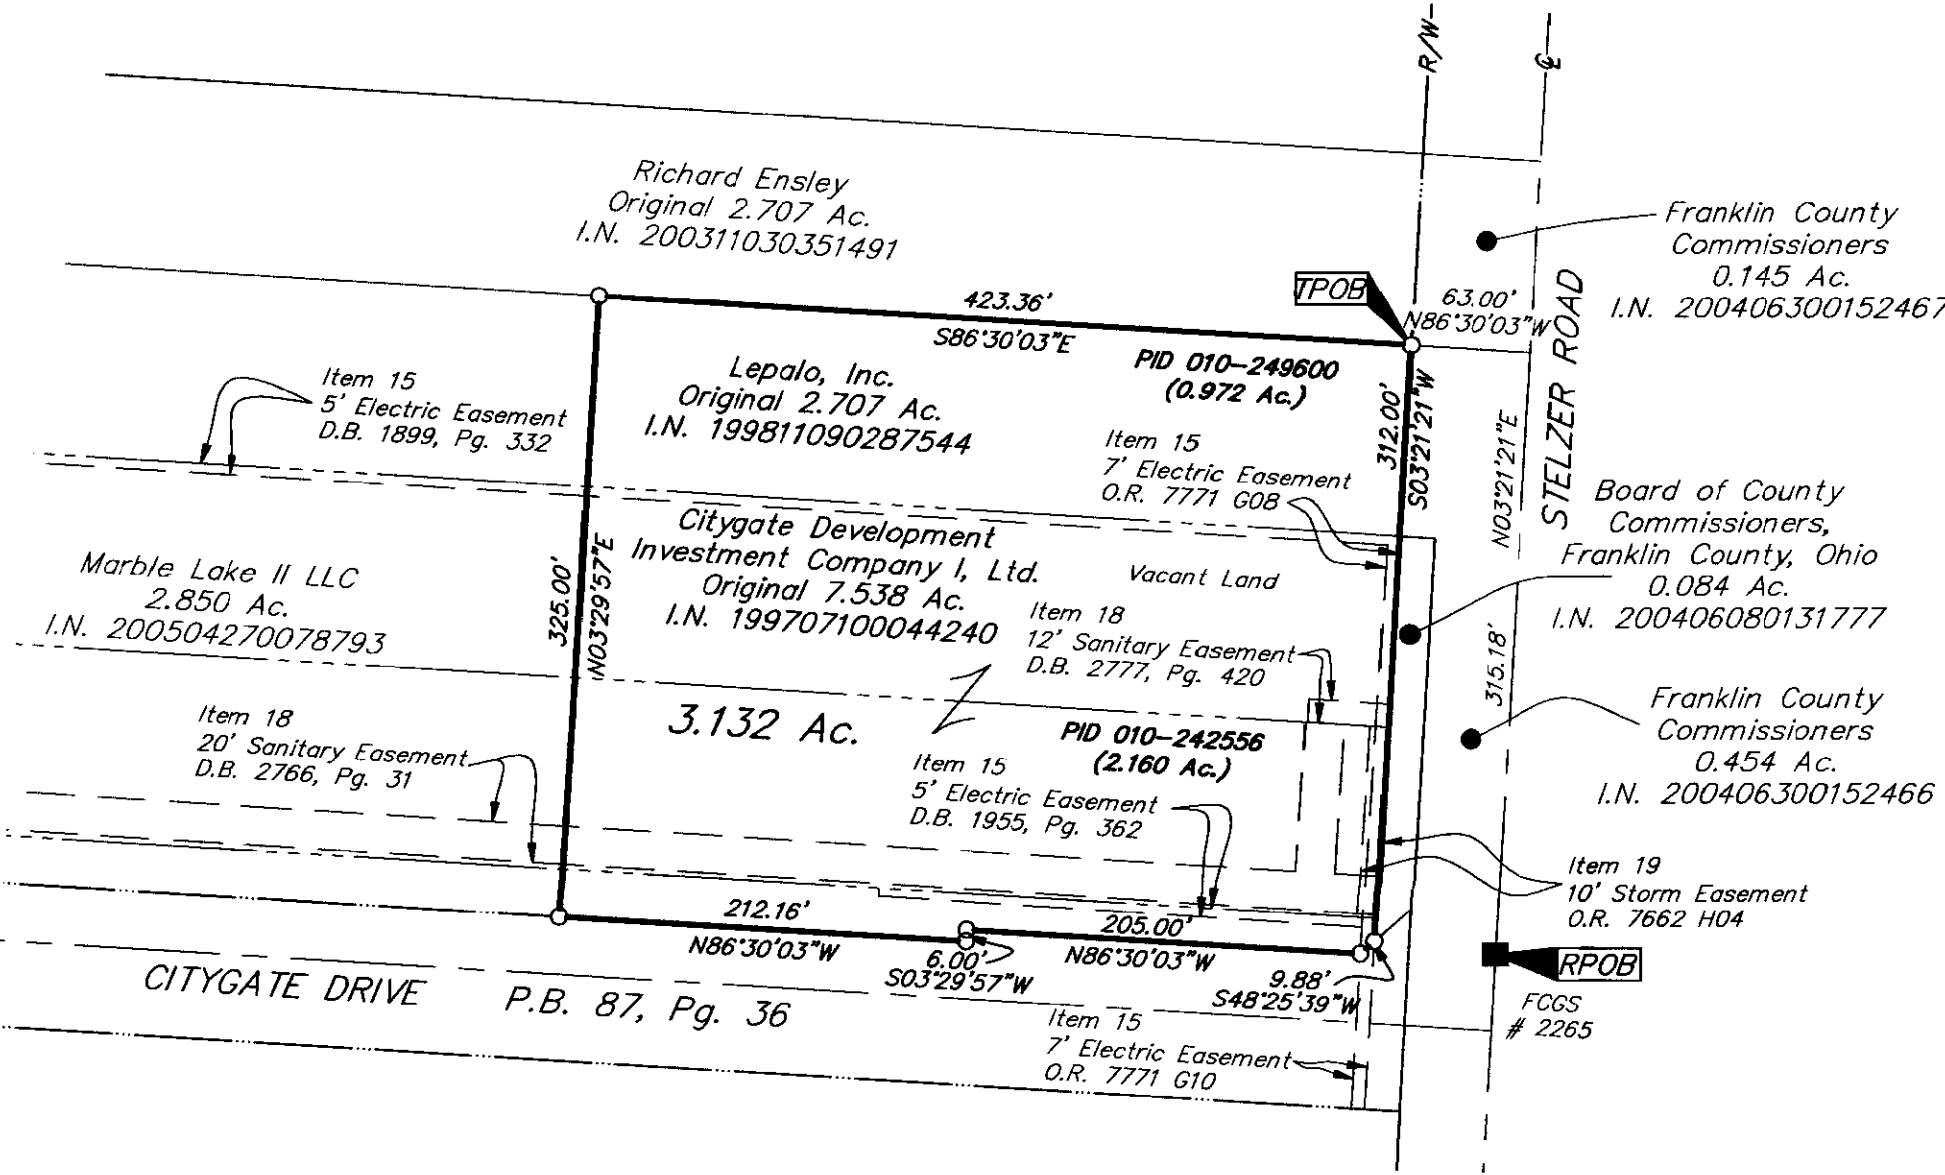 R/W
℄
Richard Ensley
Original 2.707 Ac.
I.N. 200311030351491
Franklin County
Commissioners
0.145 Ac.
I.N. 200406300152467
TPOB
63.00'
N86°30'03"W
STELZER ROAD
423.36'
S86°30'03"E
PID 010-249600
(0.972 Ac.)
Lepalo, Inc.
Original 2.707 Ac.
I.N. 199811090287544
Item 15
5' Electric Easement
D.B. 1899, Pg. 332
312.00'
S03°21'21"W
N03°21'21"E
315.18'
Item 15
7' Electric Easement
O.R. 7771 G08
Board of County
Commissioners,
Franklin County, Ohio
0.084 Ac.
I.N. 200406080131777
Citygate Development
Investment Company I, Ltd.
Original 7.538 Ac.
I.N. 199707100044240
Vacant Land
325.00'
N03°29'57"E
Marble Lake II LLC
2.850 Ac.
I.N. 200504270078793
Item 18
12' Sanitary Easement
D.B. 2777, Pg. 420
Franklin County
Commissioners
0.454 Ac.
I.N. 200406300152466
3.132 Ac.
PID 010-242556
(2.160 Ac.)
Item 18
20' Sanitary Easement
D.B. 2766, Pg. 31
Item 15
5' Electric Easement
D.B. 1955, Pg. 362
Item 19
10' Storm Easement
O.R. 7662 H04
212.16'
N86°30'03"W
6.00'
S03°29'57"W
205.00'
N86°30'03"W
9.88'
S48°25'39"W
RPOB
FCGS
# 2265
CITYGATE DRIVE P.B. 87, Pg. 36
Item 15
7' Electric Easement
O.R. 7771 G10